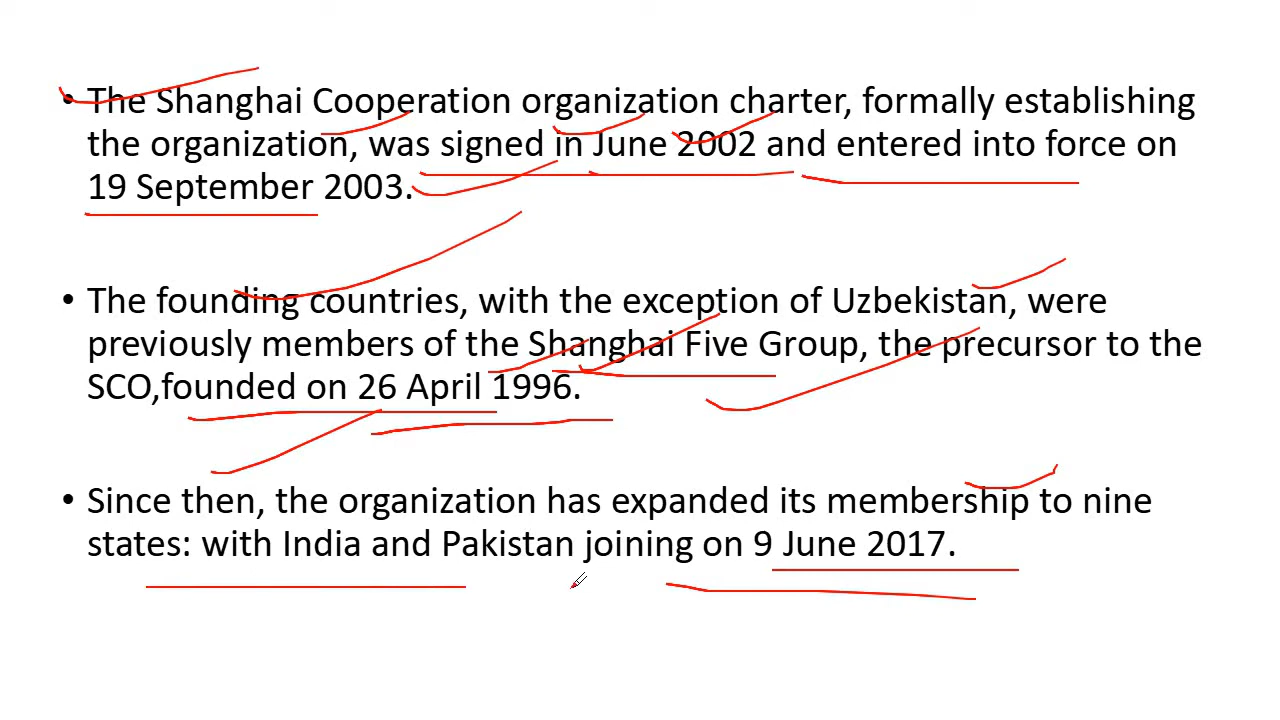 • The Shanghai Cooperation organization charter, formally establishing
the organization, was signed in June 2002 and entered into force on
19 September 2003.
• The founding countries, with the exception of Uzbekistan, were
previously members of the Shanghai Five Group, the precursor to the
SCO,founded on 26 April 1996.
• Since then, the organization has expanded its membership to nine
states: with India and Pakistan joining on 9 June 2017.